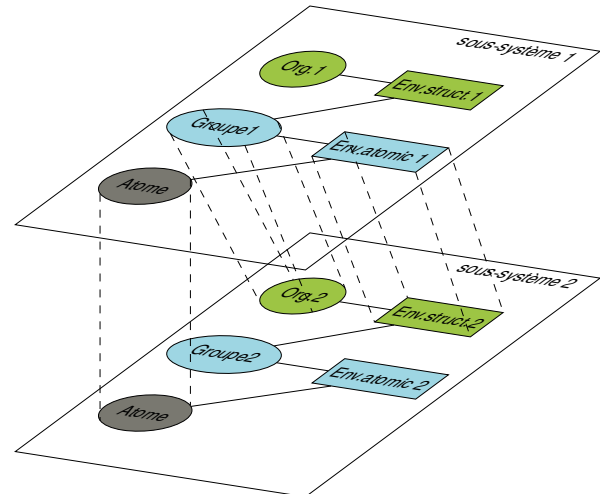 sous-système 1
Org.1
Env.struct.1
Groupe1
Env.atomic 1
Atome
sous-système 2
Org.2
Env.struct.2
Groupe2
Env.atomic 2
Atome